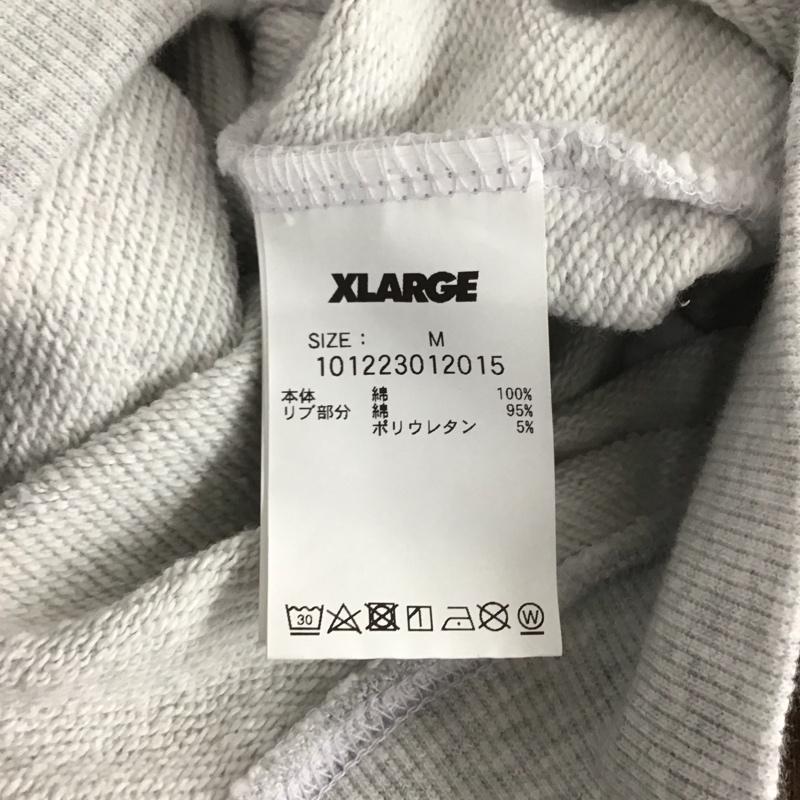 XLARGE
SIZE : M
101223012015
本体 綿 100%
リブ部分 綿 95%
ポリウレタン 5%
30 W